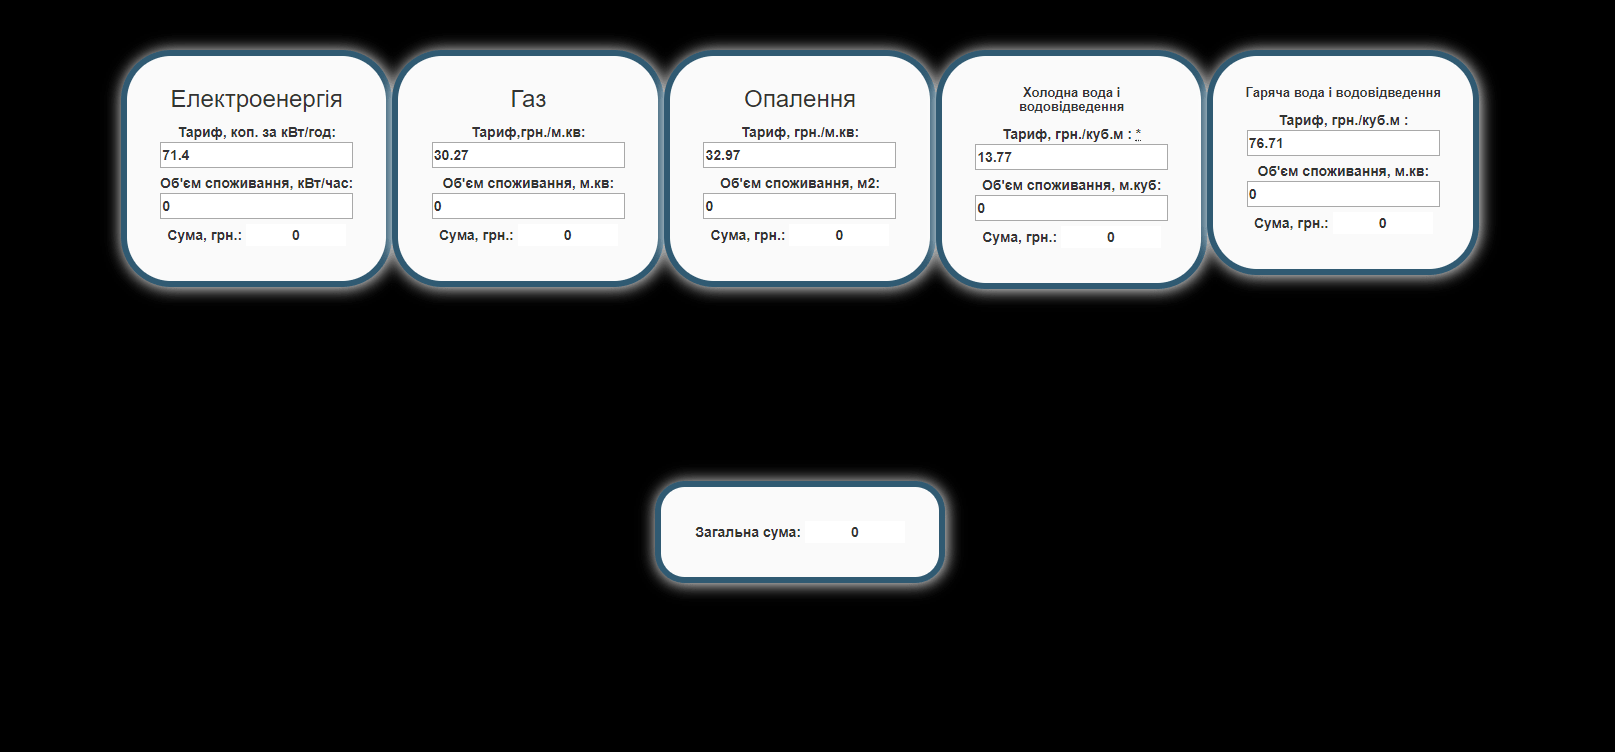 Електроенергія
Тариф, коп. за кВт/год:
71.4
Об'єм споживання, кВт/час:
0
Сума, грн.: 0
Газ
Тариф,грн./м.кв:
30.27
Об'єм споживання, м.кв:
0
Сума, грн.: 0
Опалення
Тариф, грн./м.кв:
32.97
Об'єм споживання, м2:
0
Сума, грн.: 0
Холодна вода і
водовідведення
Тариф, грн./куб.м : *
13.77
Об'єм споживання, м.куб:
0
Сума, грн.: 0
Гаряча вода і водовідведення
Тариф, грн./куб.м :
76.71
Об'єм споживання, м.кв:
0
Сума, грн.: 0
Загальна сума: 0